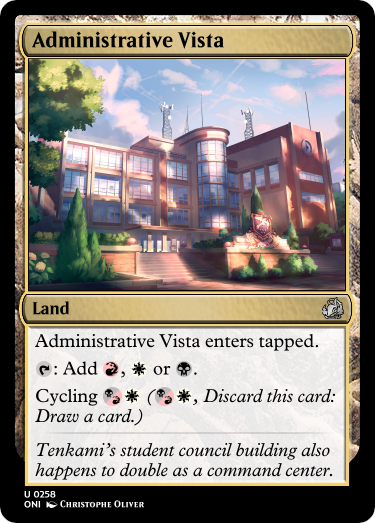 Administrative Vista
Land
Administrative Vista enters tapped.
: Add , or .
Cycling ( , Discard this card:
Draw a card.)
Tenkami's student council building also
happens to double as a command center.
U 0258
ONI Christophe Oliver